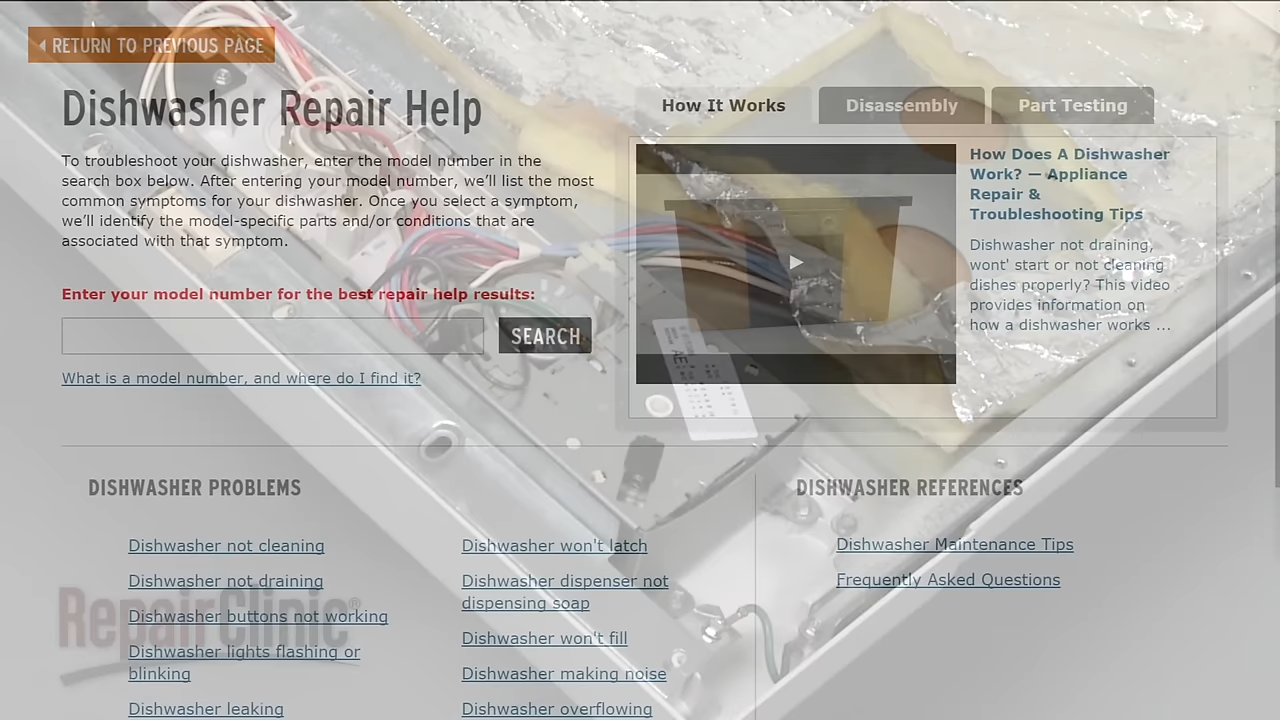 RETURN TO PREVIOUS PAGE
Dishwasher Repair Help
To troubleshoot your dishwasher, enter the model number in the
search box below. After entering your model number, we'll list the most
common symptoms for your dishwasher. Once you select a symptom,
we'll identify the model-specific parts and/or conditions that are
associated with that symptom.
Enter your model number for the best repair help results:
SEARCH
What is a model number, and where do I find it?
How It Works
Disassembly
Part Testing
How Does A Dishwasher
Work? — Appliance
Repair &
Troubleshooting Tips
Dishwasher not draining,
wont' start or not cleaning
dishes properly? This video
provides information on
how a dishwasher works ...
DISHWASHER PROBLEMS
Dishwasher not cleaning
Dishwasher not draining
Dishwasher buttons not working
Dishwasher lights flashing or
blinking
Dishwasher leaking
Dishwasher won't latch
Dishwasher dispenser not
dispensing soap
Dishwasher won't fill
Dishwasher making noise
Dishwasher overflowing
DISHWASHER REFERENCES
Dishwasher Maintenance Tips
Frequently Asked Questions
RepairClinic®